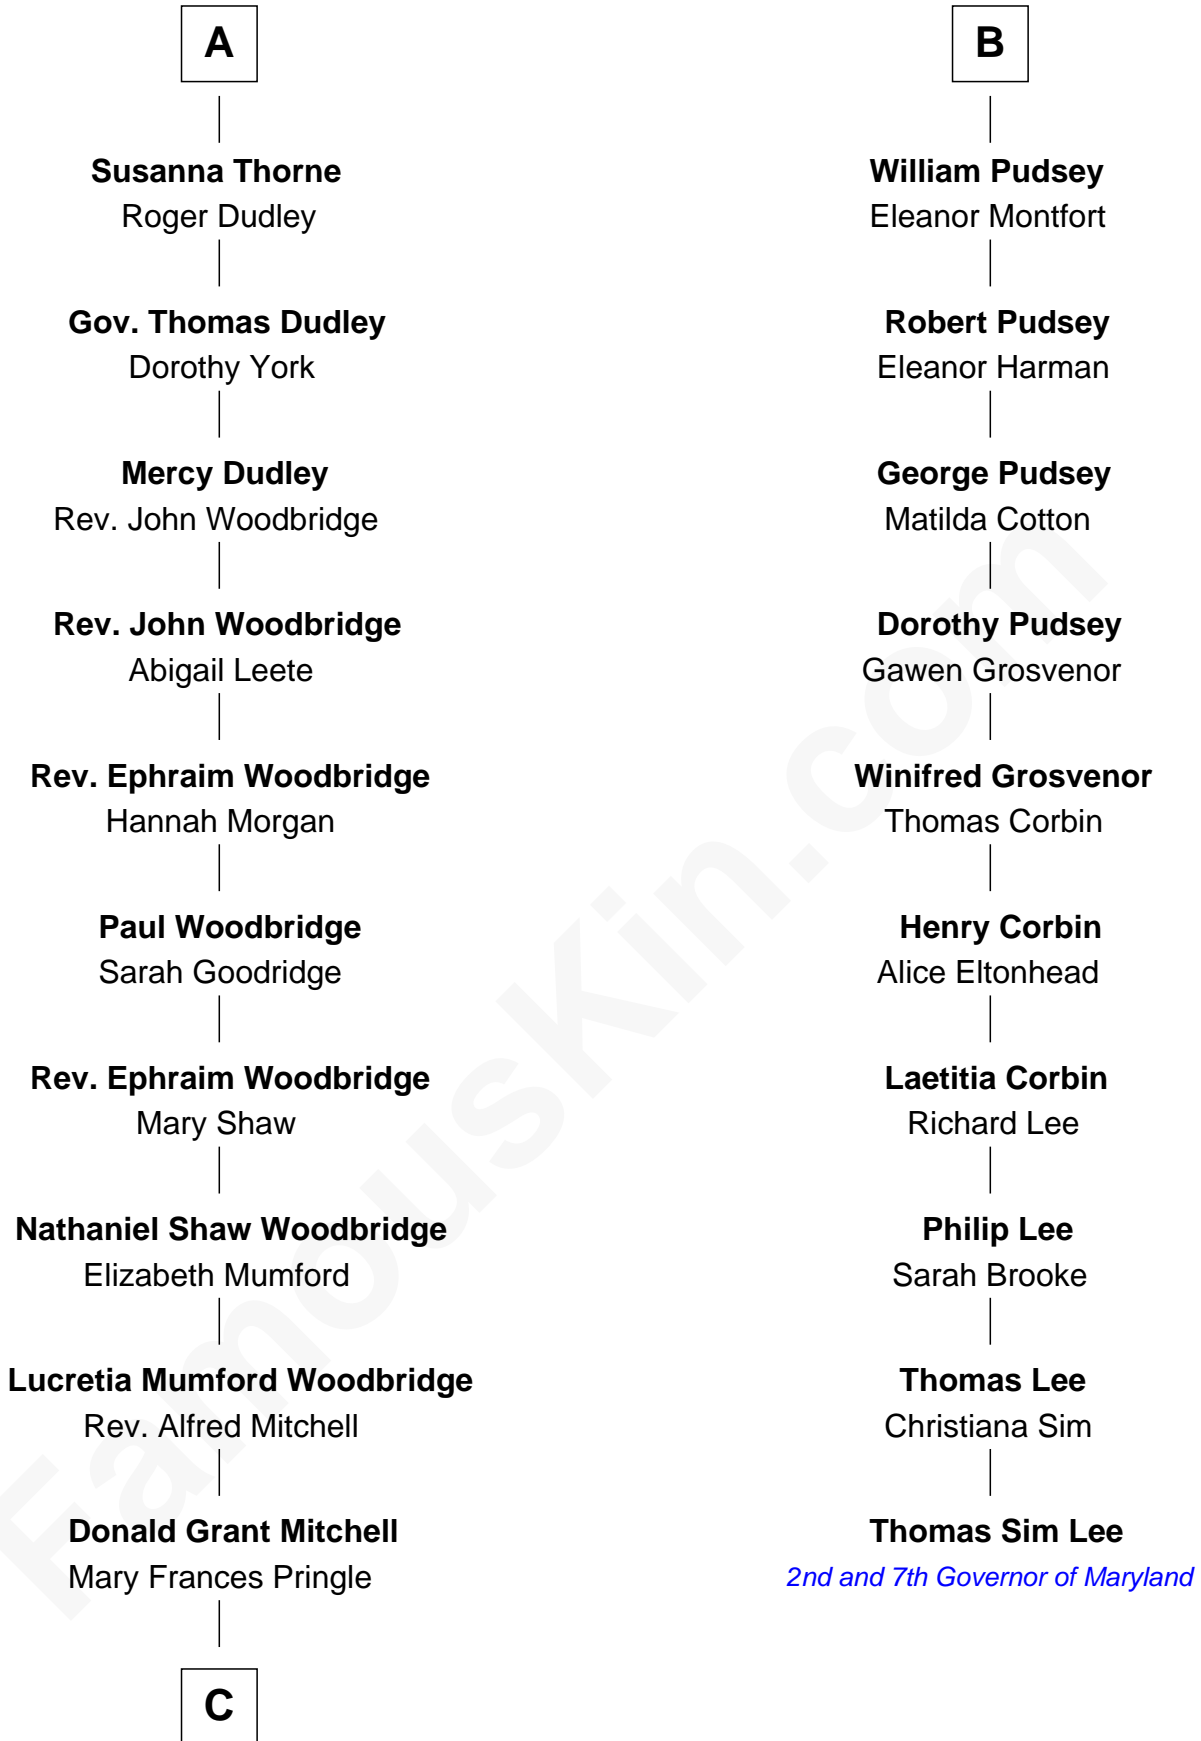 A
Susanna Thorne
Roger Dudley
Gov. Thomas Dudley
Dorothy York
Mercy Dudley
Rev. John Woodbridge
Rev. John Woodbridge
Abigail Leete
Rev. Ephraim Woodbridge
Hannah Morgan
Paul Woodbridge
Sarah Goodridge
Rev. Ephraim Woodbridge
Mary Shaw
Nathaniel Shaw Woodbridge
Elizabeth Mumford
Lucretia Mumford Woodbridge
Rev. Alfred Mitchell
Donald Grant Mitchell
Mary Frances Pringle
C
B
William Pudsey
Eleanor Montfort
Robert Pudsey
Eleanor Harman
George Pudsey
Matilda Cotton
Dorothy Pudsey
Gawen Grosvenor
Winifred Grosvenor
Thomas Corbin
Henry Corbin
Alice Eltonhead
Laetitia Corbin
Richard Lee
Philip Lee
Sarah Brooke
Thomas Lee
Christiana Sim
Thomas Sim Lee
2nd and 7th Governor of Maryland
FamousKin.com